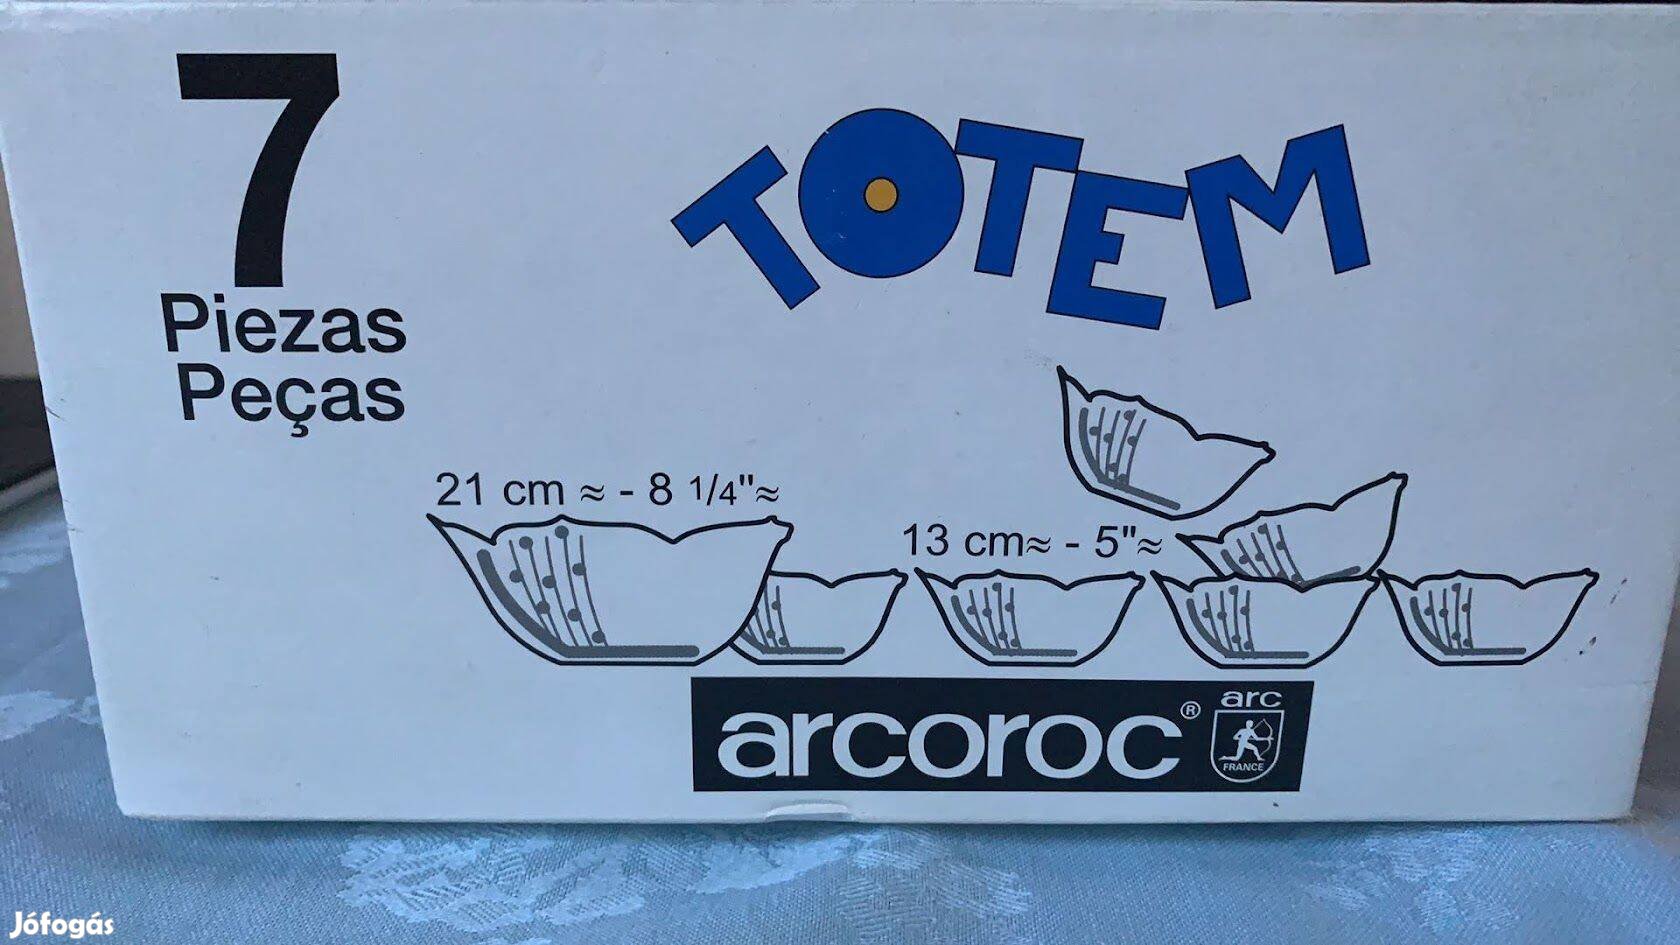 7
Piezas
Peças
TOTEM
21 cm ≈ - 8 1/4"≈
13 cm≈ - 5"≈
arcoroc®
arc
FRANCE
Jófogás